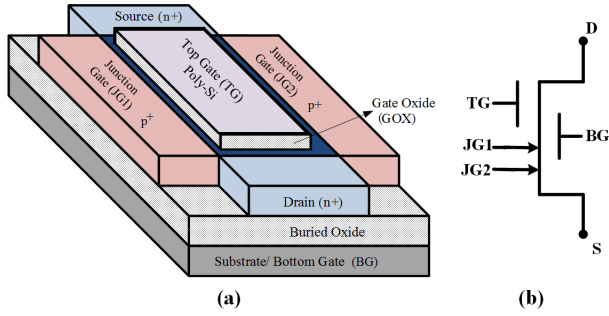 Source (n+)
Top Gate (TG)
Poly-Si
Junction
Gate (JG1)
p+
Junction
Gate (JG2)
p+
Gate Oxide
(GOX)
Drain (n+)
Buried Oxide
Substrate/ Bottom Gate (BG)
(a)
D
TG
BG
JG1
JG2
S
(b)